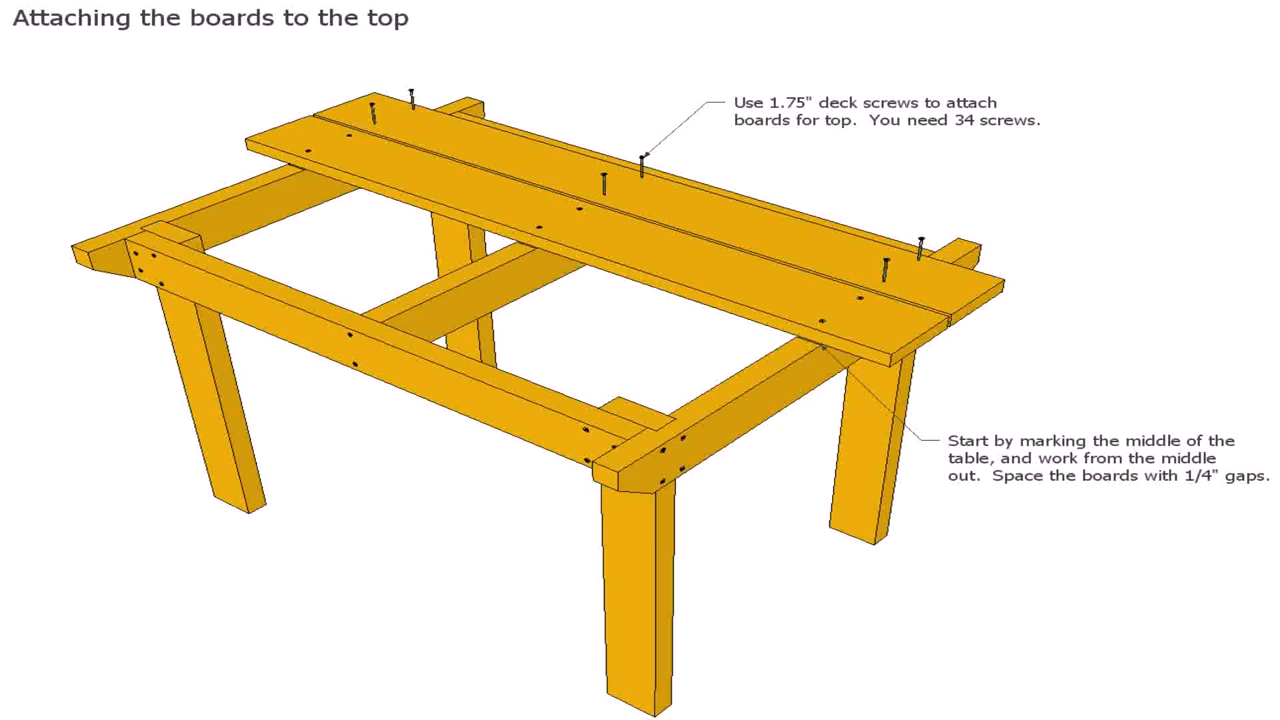 Attaching the boards to the top
Use 1.75" deck screws to attach
boards for top.  You need 34 screws.
Start by marking the middle of the
table, and work from the middle
out.  Space the boards with 1/4" gaps.